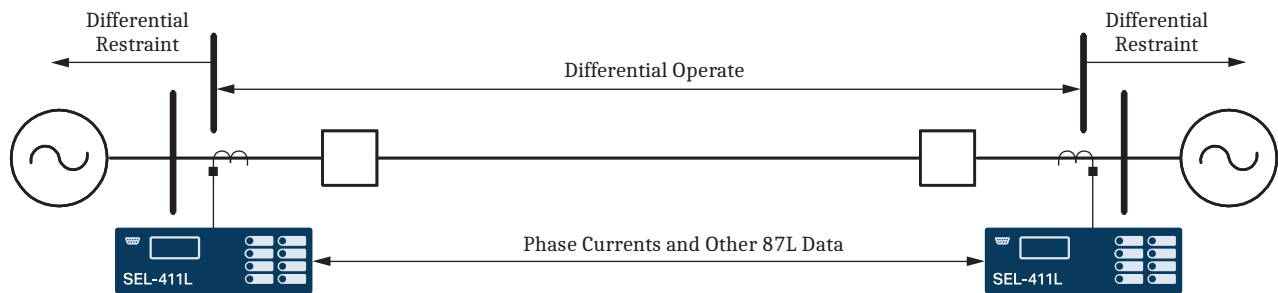 Differential
Restraint
Differential
Restraint
Differential Operate
Phase Currents and Other 87L Data
SEL-411L
SEL-411L